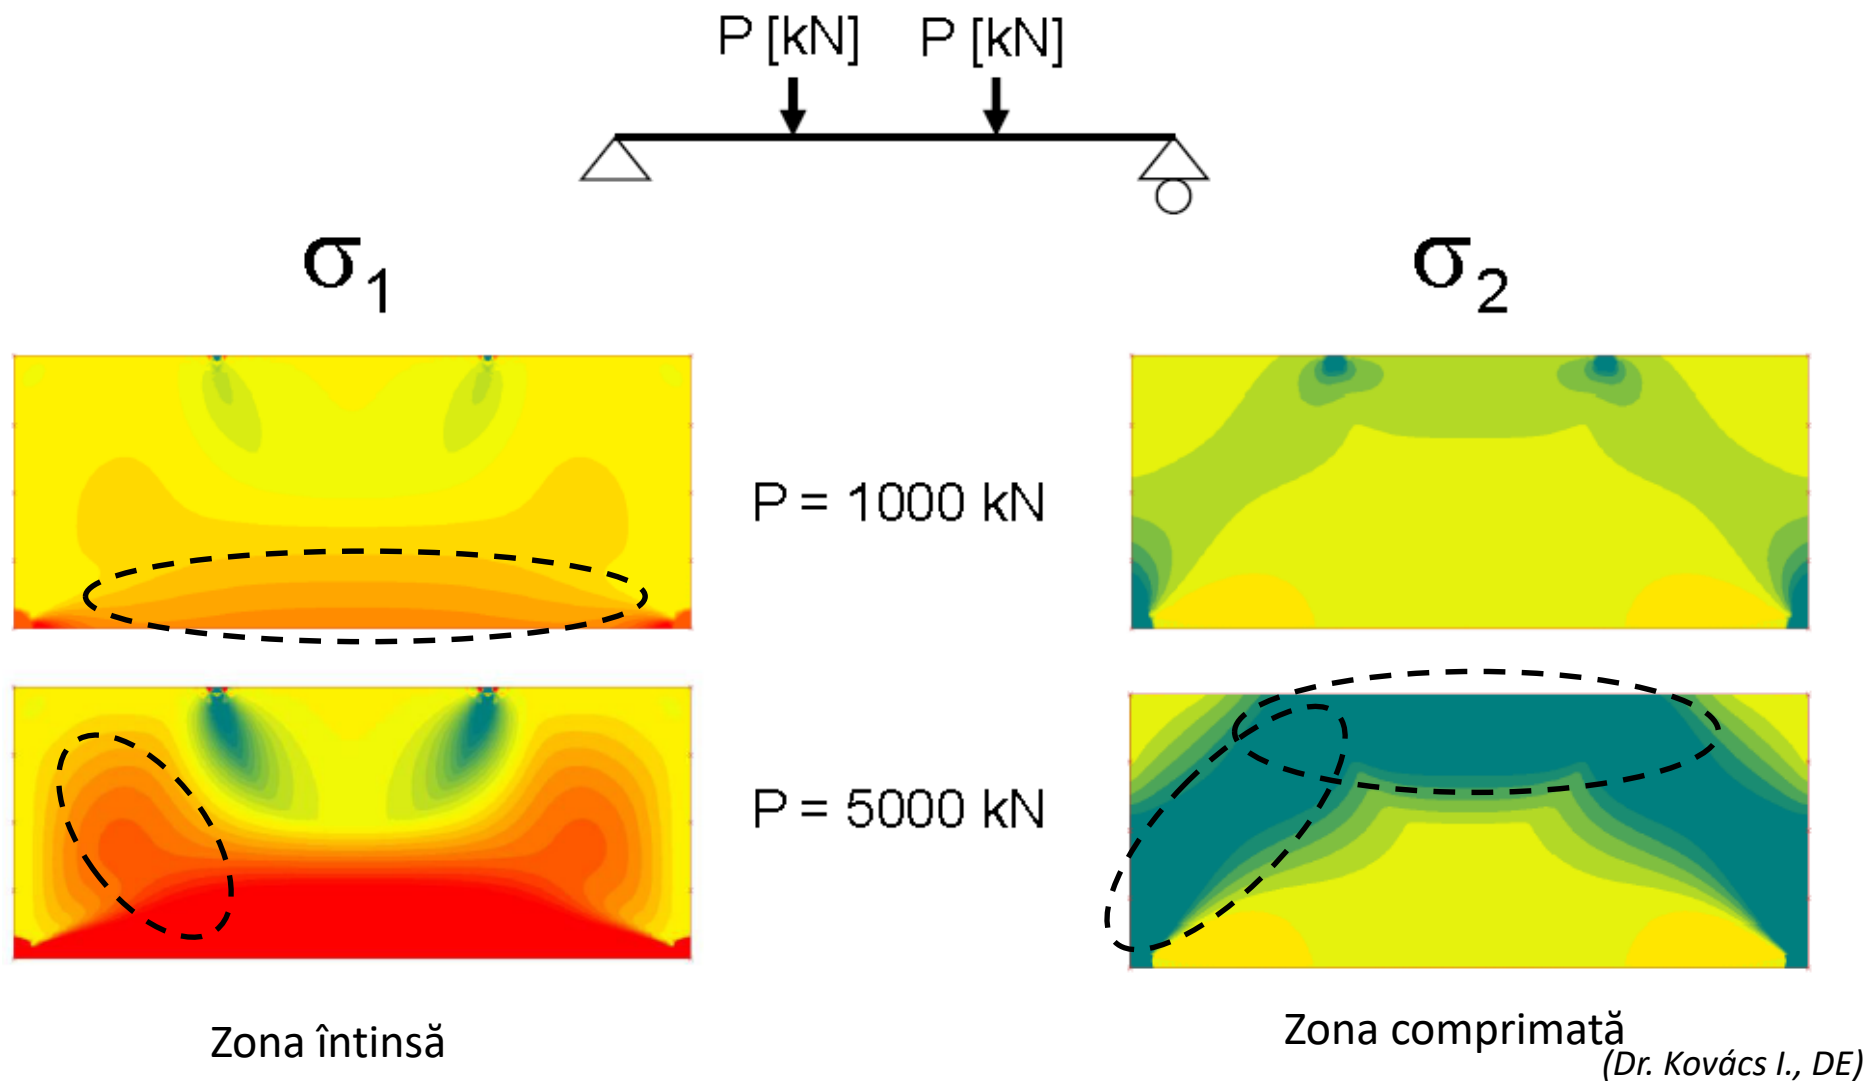 P [kN] P [kN]
σ1
σ2
P = 1000 kN
P = 5000 kN
Zona întinsă
Zona comprimată
(Dr. Kovács I., DE)